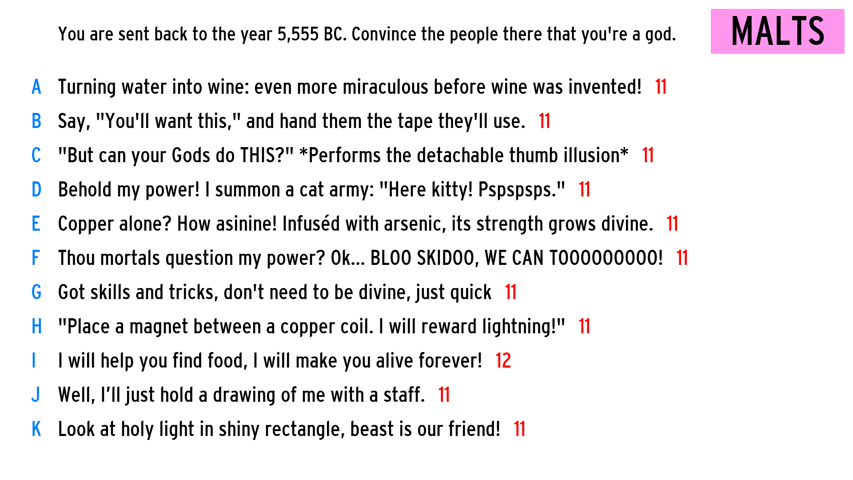 You are sent back to the year 5,555 BC. Convince the people there that you're a god.
MALTS
A Turning water into wine: even more miraculous before wine was invented! 11
B Say, "You'll want this," and hand them the tape they'll use. 11
C "But can your Gods do THIS?" *Performs the detachable thumb illusion* 11
D Behold my power! I summon a cat army: "Here kitty! Pspspsps." 11
E Copper alone? How asinine! Infuséd with arsenic, its strength grows divine. 11
F Thou mortals question my power? Ok... BLOO SKIDOO, WE CAN TOOOOOOOOO! 11
G Got skills and tricks, don't need to be divine, just quick 11
H "Place a magnet between a copper coil. I will reward lightning!" 11
I I will help you find food, I will make you alive forever! 12
J Well, I’ll just hold a drawing of me with a staff. 11
K Look at holy light in shiny rectangle, beast is our friend! 11